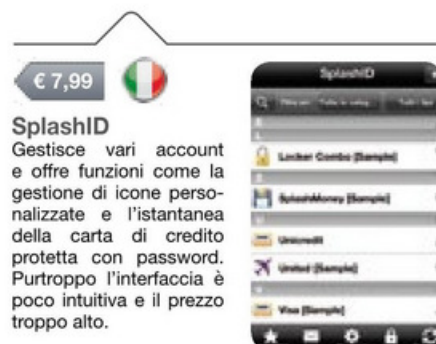 € 7,99
SplashID
Gestisce vari account
e offre funzioni come la
gestione di icone perso-
nalizzate e l'istantanea
della carta di credito
protetta con password.
Purtroppo l'interfaccia è
poco intuitiva e il prezzo
troppo alto.
SplashID
Locker Combo (Sample)
SplashMoney (Sample)
Unicredit
United (Sample)
Visa (Sample)